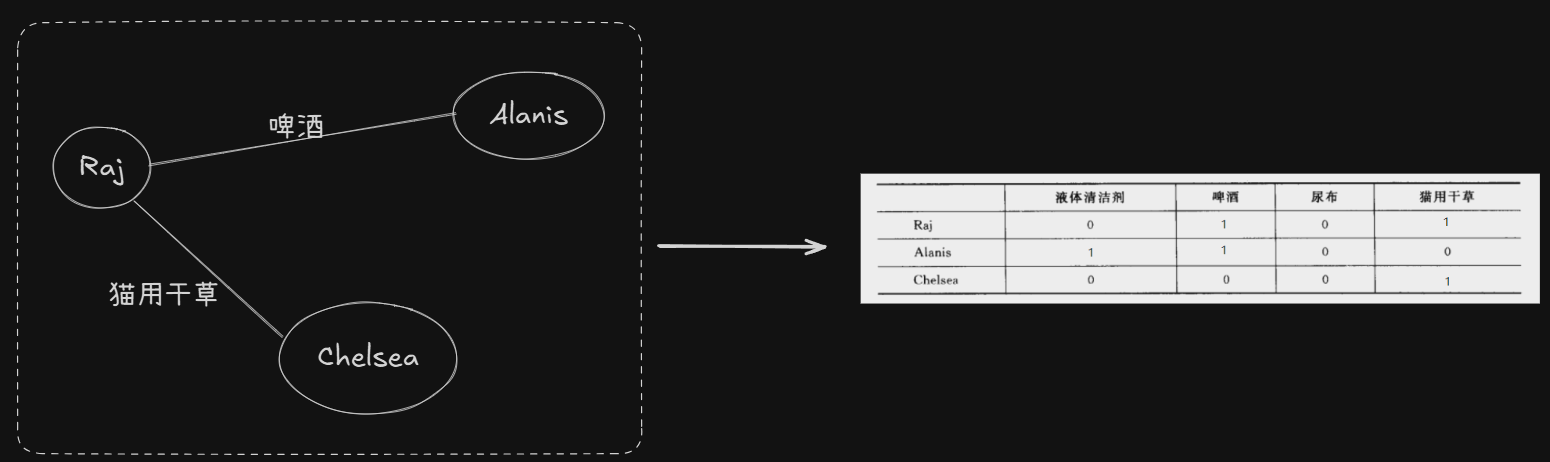 啤酒
Alanis
Raj
猫用干草
Chelsea
液体清洁剂 啤酒 尿布 猫用干草
Raj 0 1 0 1
Alanis 1 1 0 0
Chelsea 0 0 0 1